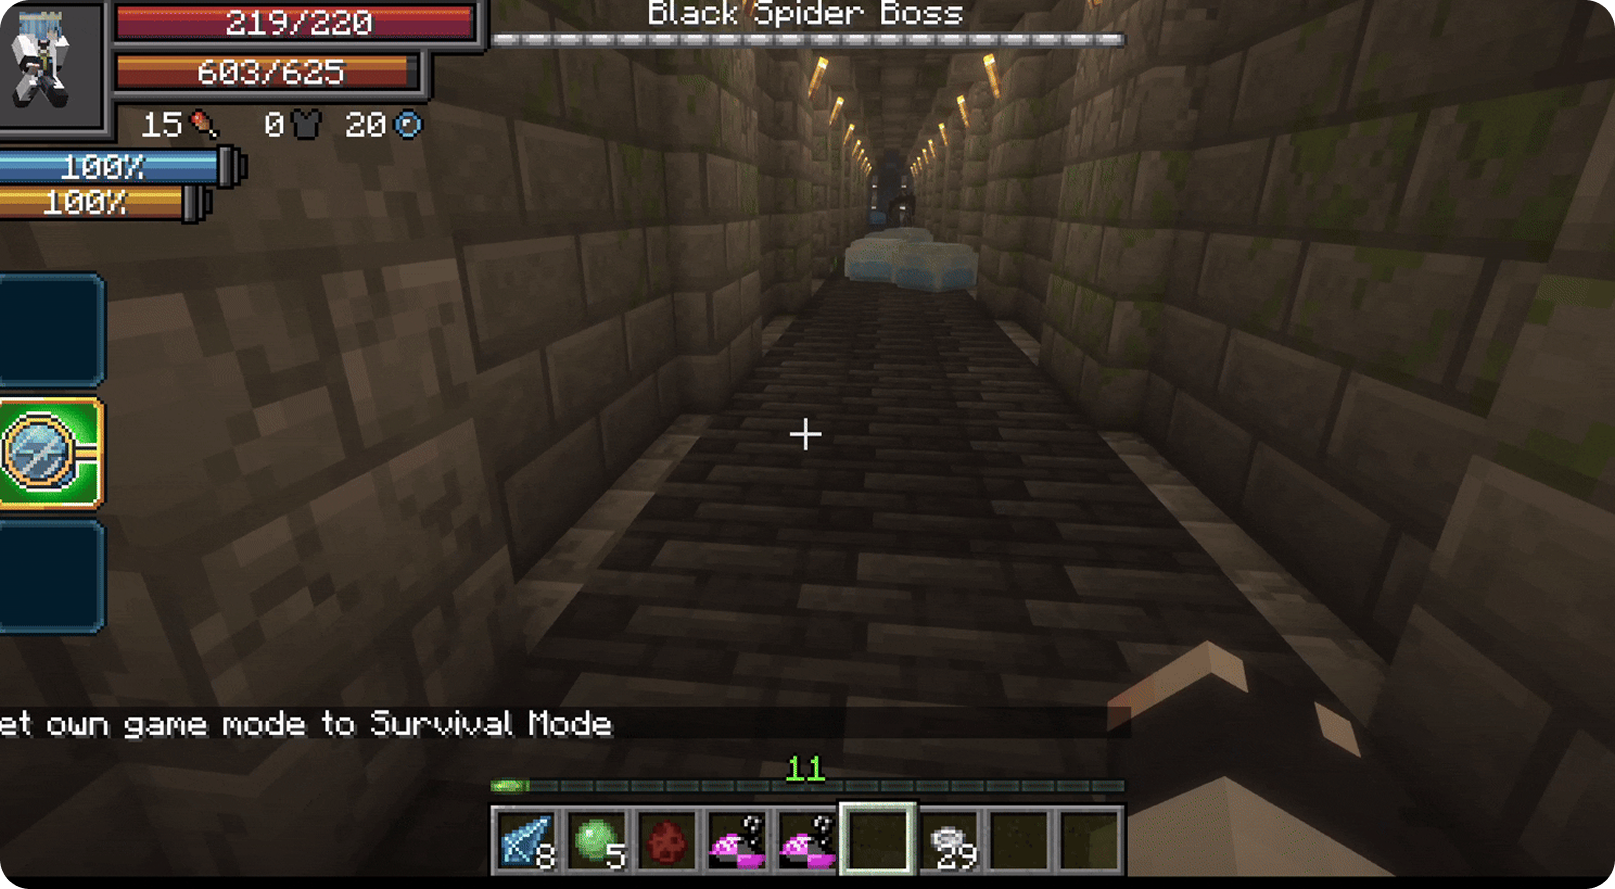 Black Spider Boss
219/220
603/625
15 0 20
100%
100%
et own game mode to Survival Mode
11
8 5 29